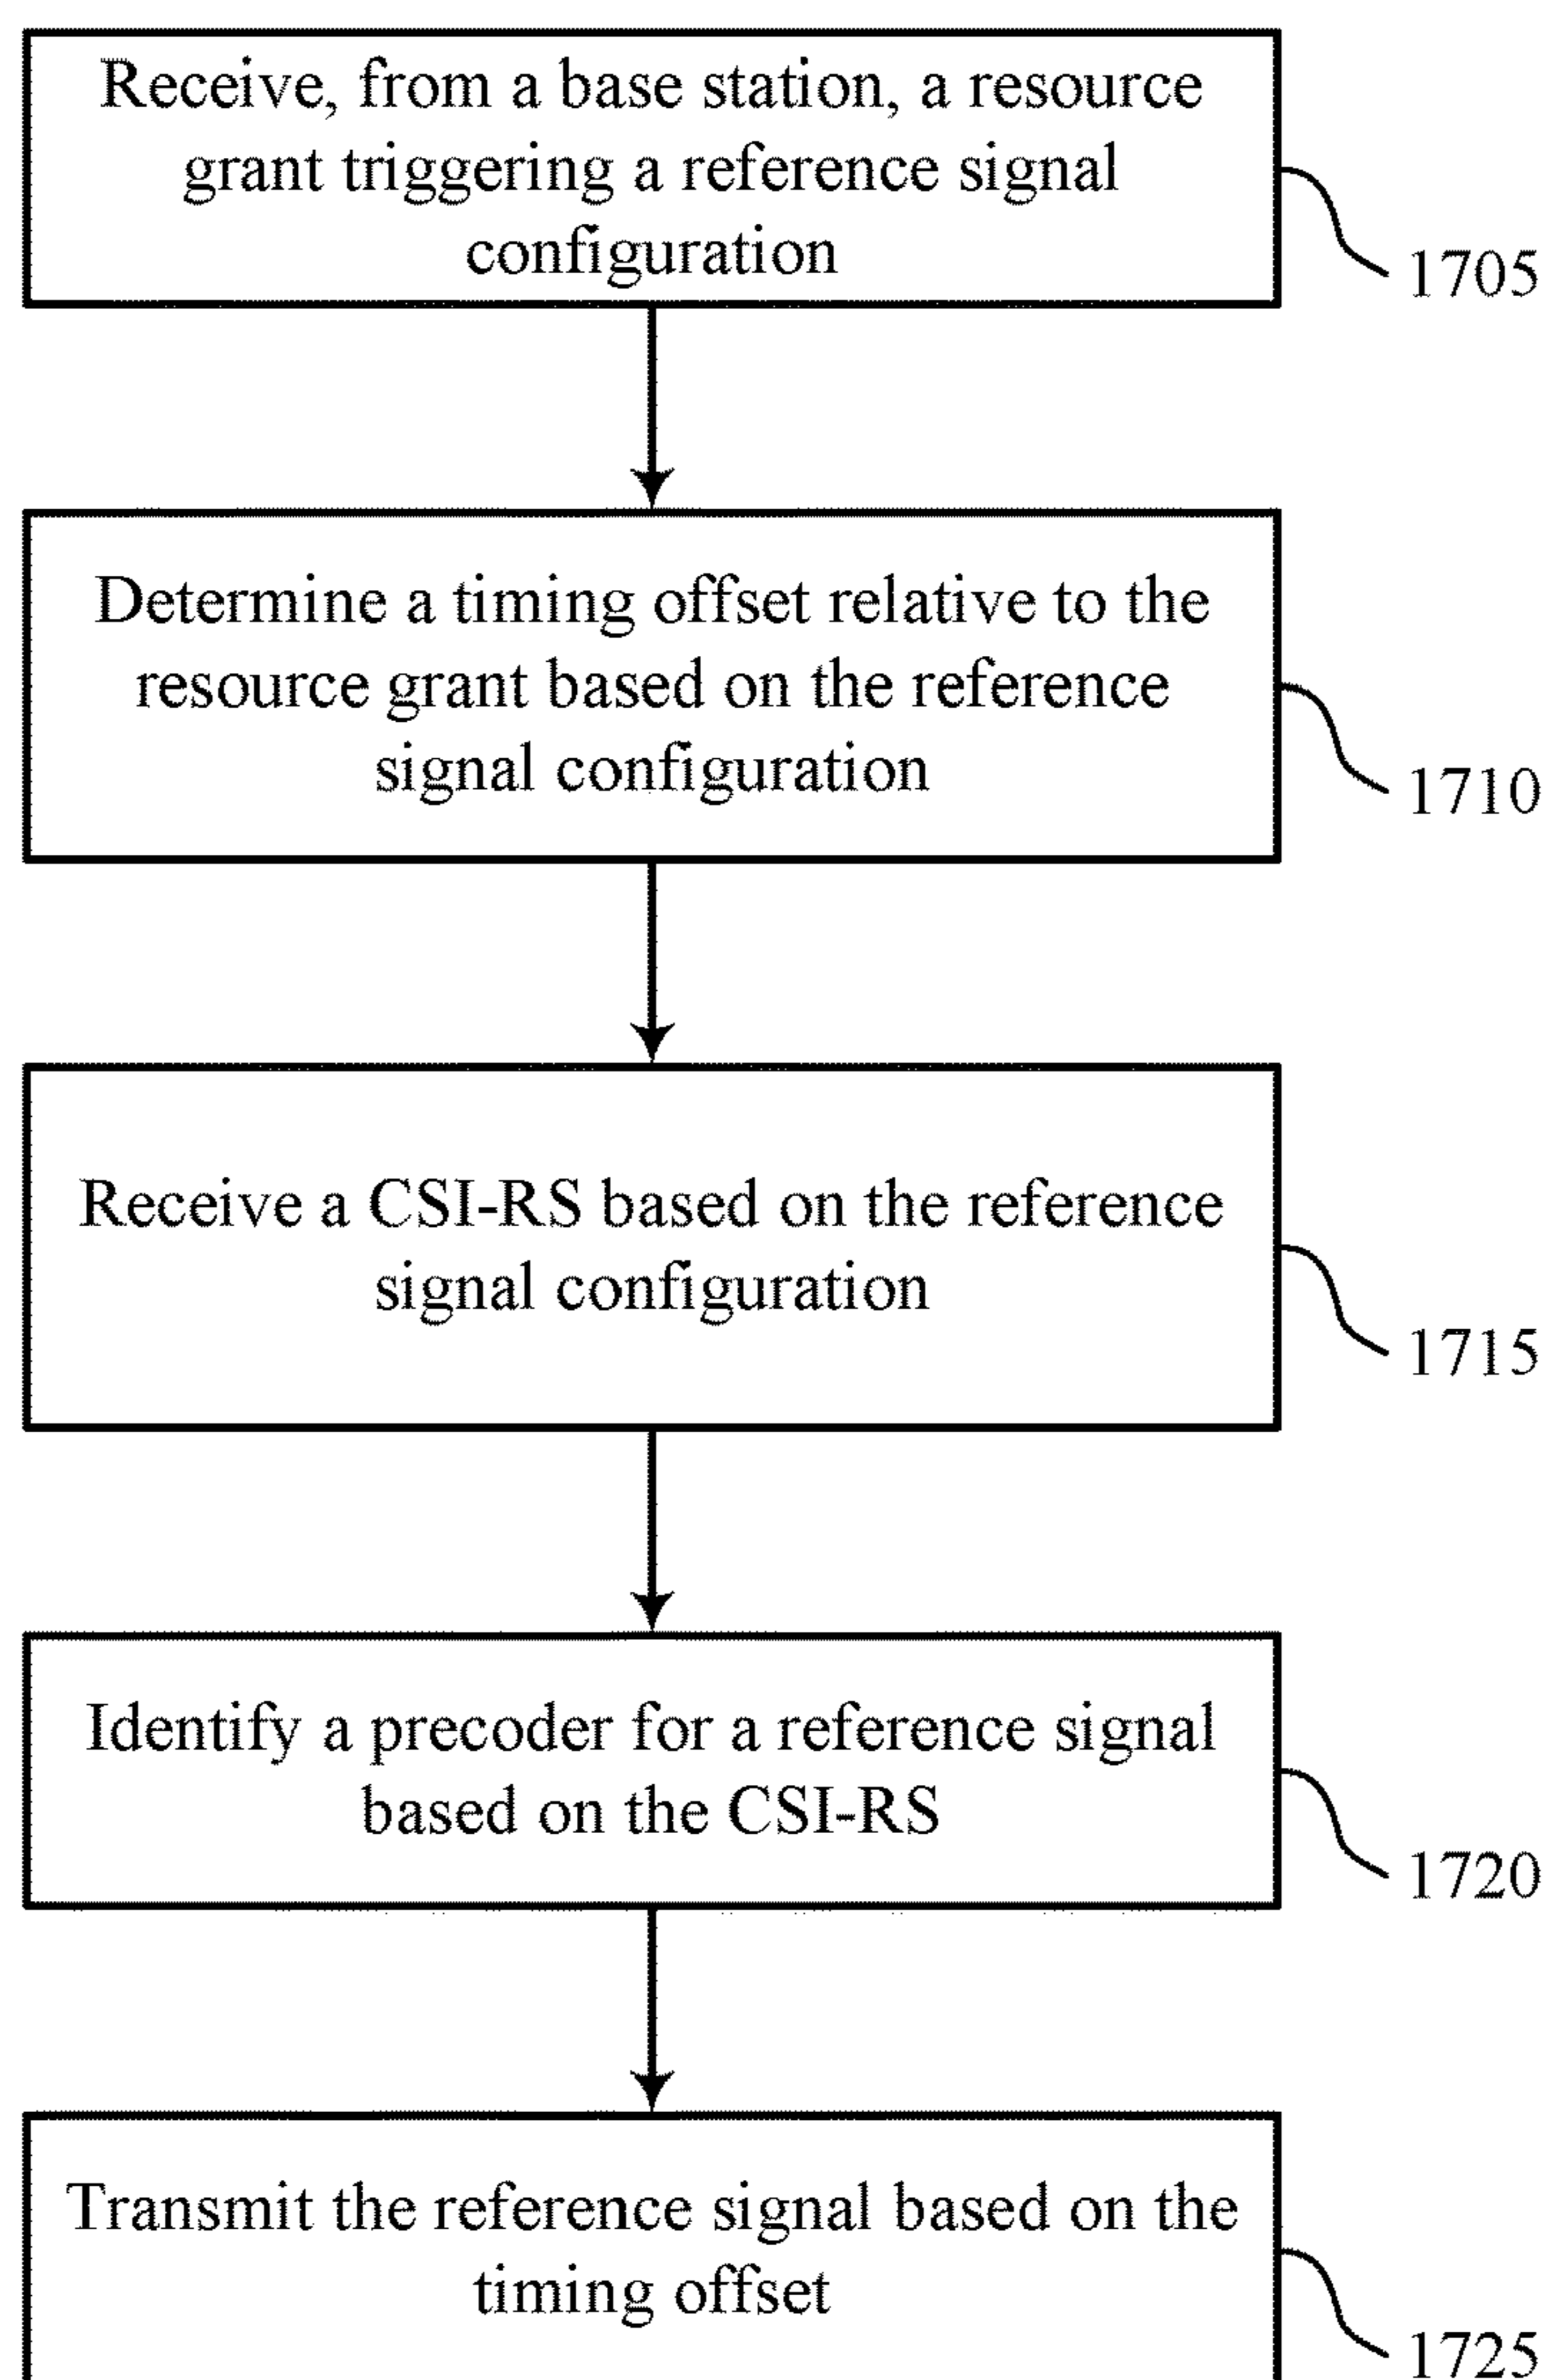 Receive, from a base station, a resource
grant triggering a reference signal
configuration
1705
Determine a timing offset relative to the
resource grant based on the reference
signal configuration
1710
Receive a CSI-RS based on the reference
signal configuration
1715
Identify a precoder for a reference signal
based on the CSI-RS
1720
Transmit the reference signal based on the
timing offset
1725